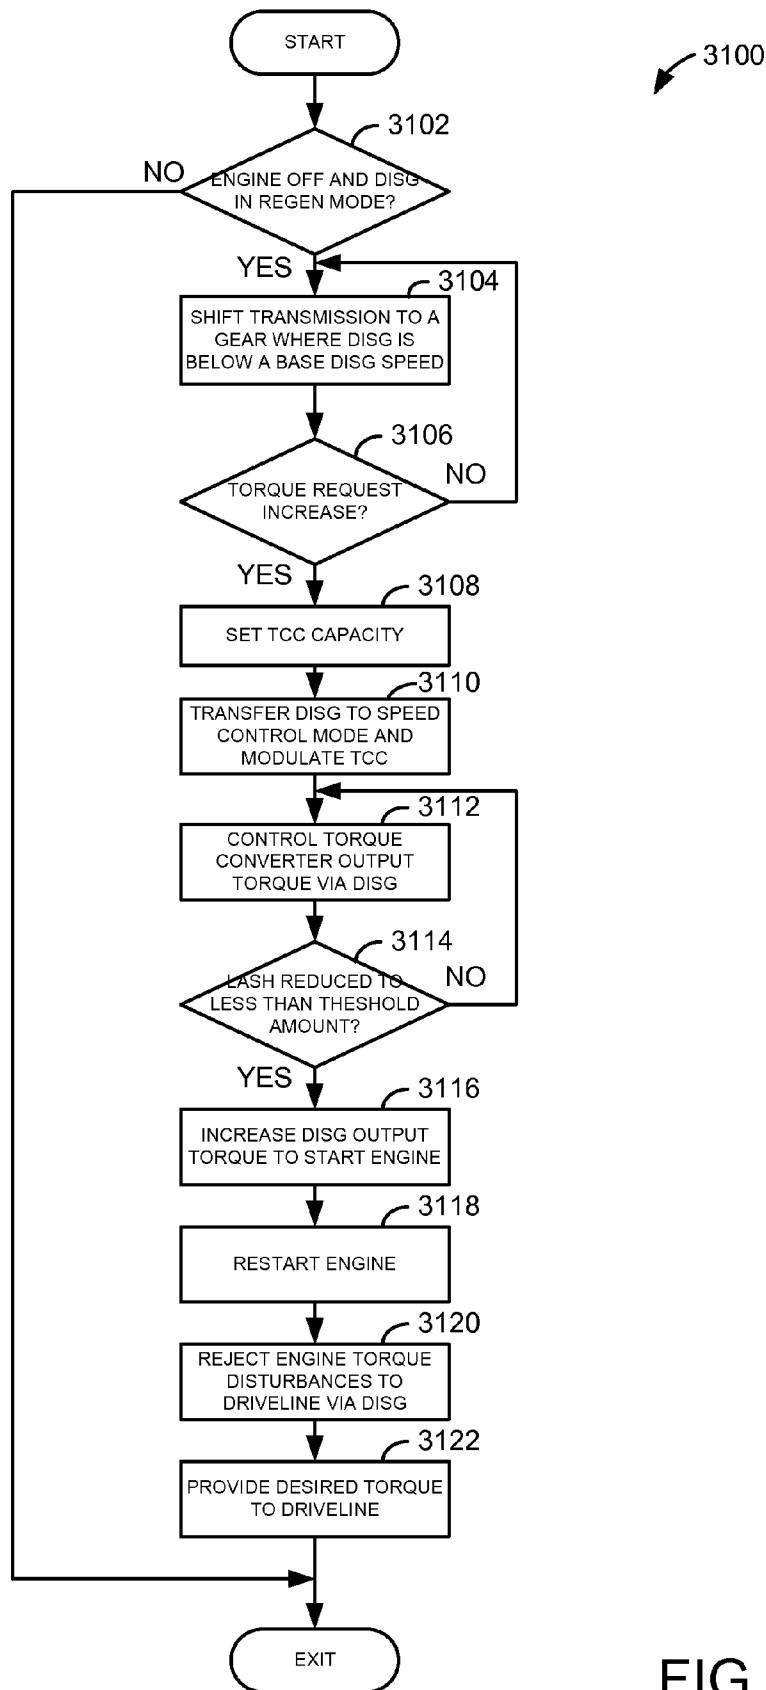 START
3100
3102
NO
ENGINE OFF AND DISG
IN REGEN MODE?
YES
3104
SHIFT TRANSMISSION TO A
GEAR WHERE DISG IS
BELOW A BASE DISG SPEED
3106
NO
TORQUE REQUEST
INCREASE?
YES
3108
SET TCC CAPACITY
3110
TRANSFER DISG TO SPEED
CONTROL MODE AND
MODULATE TCC
3112
CONTROL TORQUE
CONVERTER OUTPUT
TORQUE VIA DISG
3114
NO
LASH REDUCED TO
LESS THAN THESHOLD
AMOUNT?
YES
3116
INCREASE DISG OUTPUT
TORQUE TO START ENGINE
3118
RESTART ENGINE
3120
REJECT ENGINE TORQUE
DISTURBANCES TO
DRIVELINE VIA DISG
3122
PROVIDE DESIRED TORQUE
TO DRIVELINE
EXIT
FIG